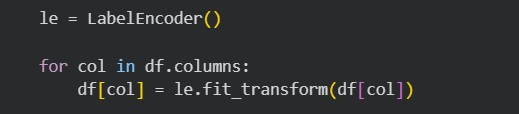 le = LabelEncoder()
for col in df.columns:
    df[col] = le.fit_transform(df[col])